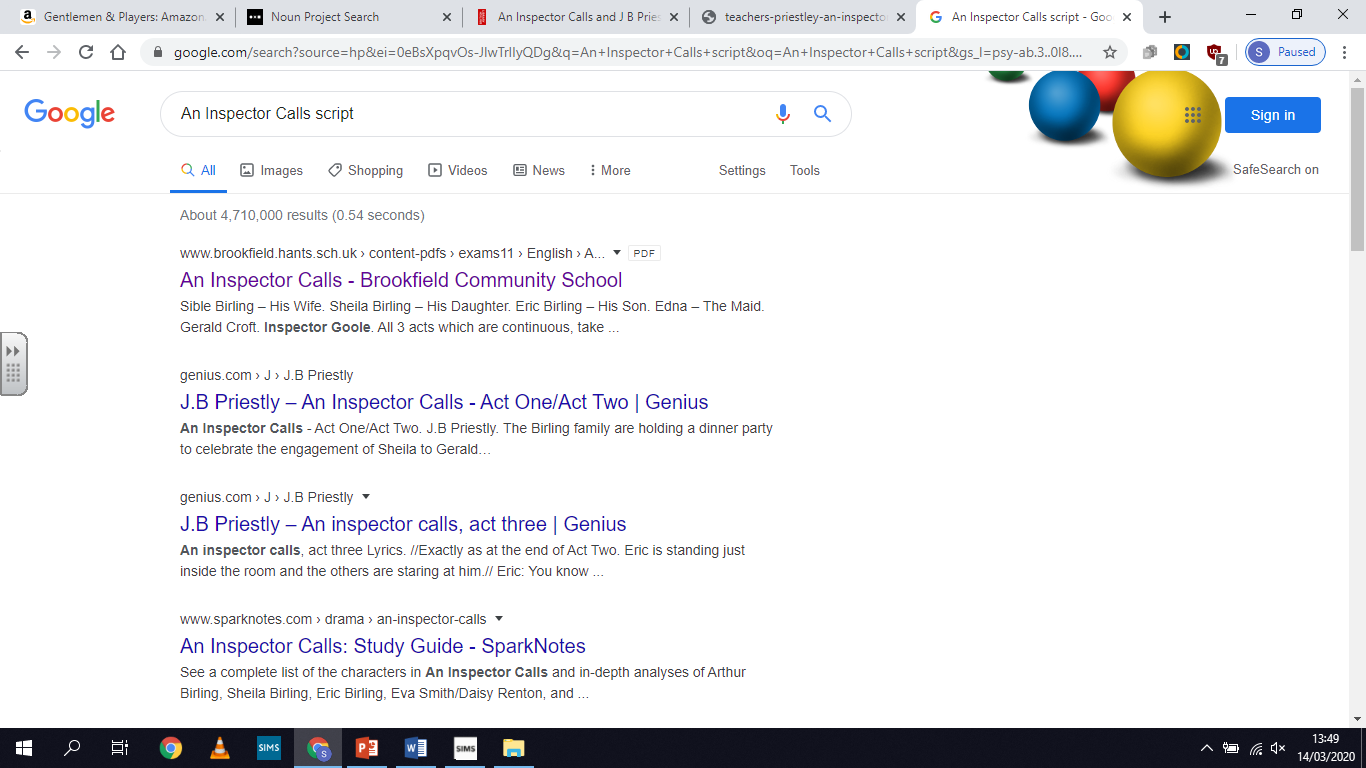 Gentlemen & Players: Amazon.
Noun Project Search
An Inspector Calls and J B Pries
teachers-priestley-an-inspector
An Inspector Calls script - Goo
google.com/search?source=hp&ei=0eBsXpqvOs-JlwTrlIyQDg&q=An+Inspector+Calls+script&oq=An+Inspector+Calls+script&gs_l=psy-ab.3..0l8....
7
S Paused
Google
An Inspector Calls script
Sign in
All Images Shopping Videos News More Settings Tools
SafeSearch on
About 4,710,000 results (0.54 seconds)
www.brookfield.hants.sch.uk › content-pdfs › exams11 › English › A... PDF
An Inspector Calls - Brookfield Community School
Sible Birling – His Wife. Sheila Birling – His Daughter. Eric Birling – His Son. Edna – The Maid.
Gerald Croft. Inspector Goole. All 3 acts which are continuous, take ...
genius.com › J › J.B Priestly
J.B Priestly – An Inspector Calls - Act One/Act Two | Genius
An Inspector Calls - Act One/Act Two. J.B Priestly. The Birling family are holding a dinner party
to celebrate the engagement of Sheila to Gerald…
genius.com › J › J.B Priestly
J.B Priestly – An inspector calls, act three | Genius
An inspector calls, act three Lyrics. //Exactly as at the end of Act Two. Eric is standing just
inside the room and the others are staring at him.// Eric: You know ...
www.sparknotes.com › drama › an-inspector-calls
An Inspector Calls: Study Guide - SparkNotes
See a complete list of the characters in An Inspector Calls and in-depth analyses of Arthur
Birling, Sheila Birling, Eric Birling, Eva Smith/Daisy Renton, and ...
SIMS
S
P
W
SIMS
13:49
14/03/2020